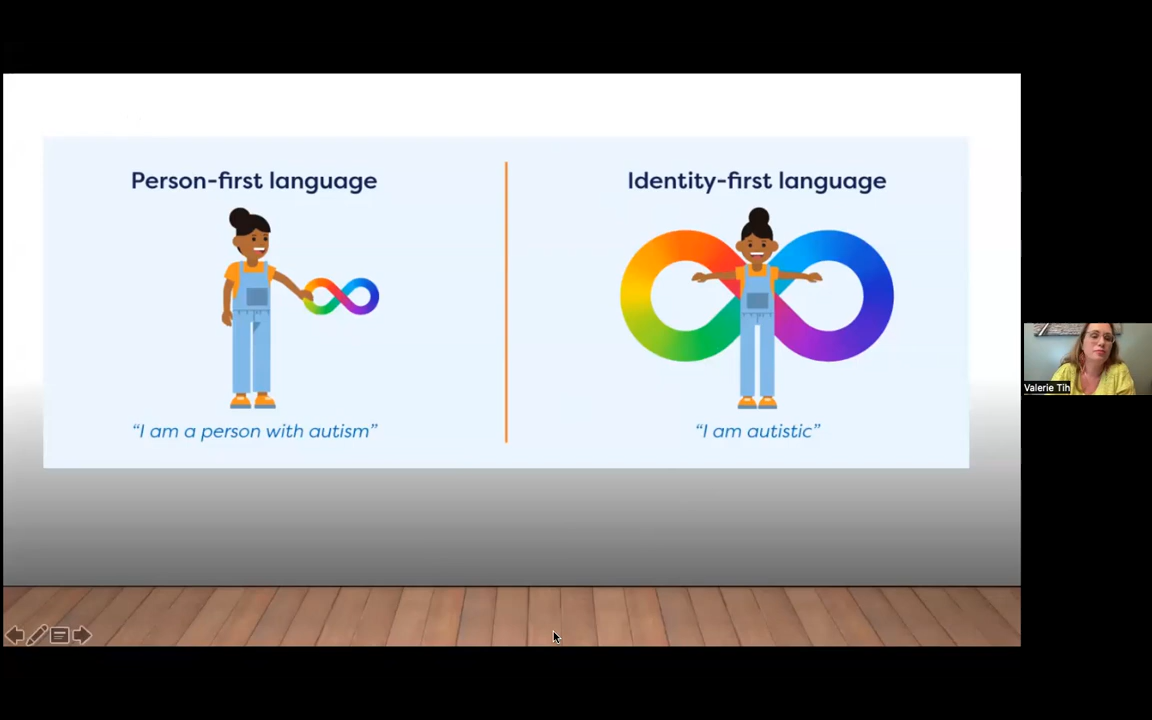 Person-first language
Identity-first language
“I am a person with autism”
“I am autistic”
Valerie Tih